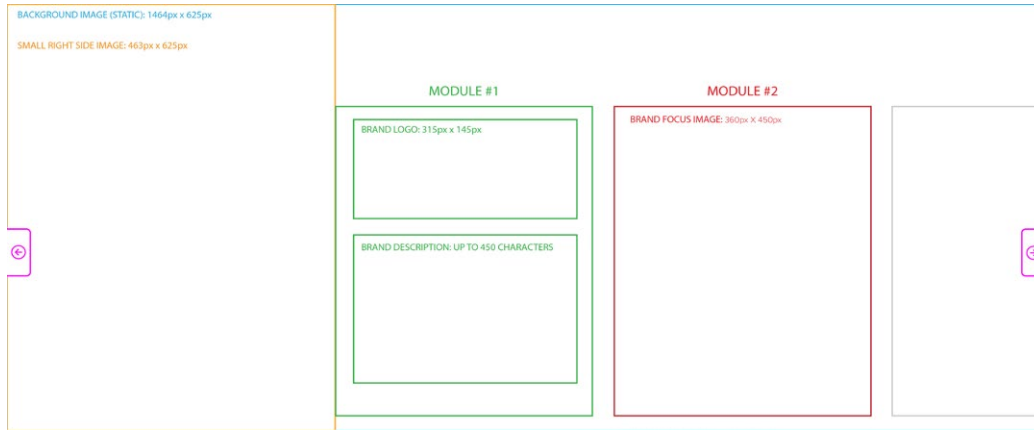 BACKGROUND IMAGE (STATIC): 1464px x 625px
SMALL RIGHT SIDE IMAGE: 463px x 625px
MODULE #1
BRAND LOGO: 315px x 145px
BRAND DESCRIPTION: UP TO 450 CHARACTERS
MODULE #2
BRAND FOCUS IMAGE: 360px X 450px